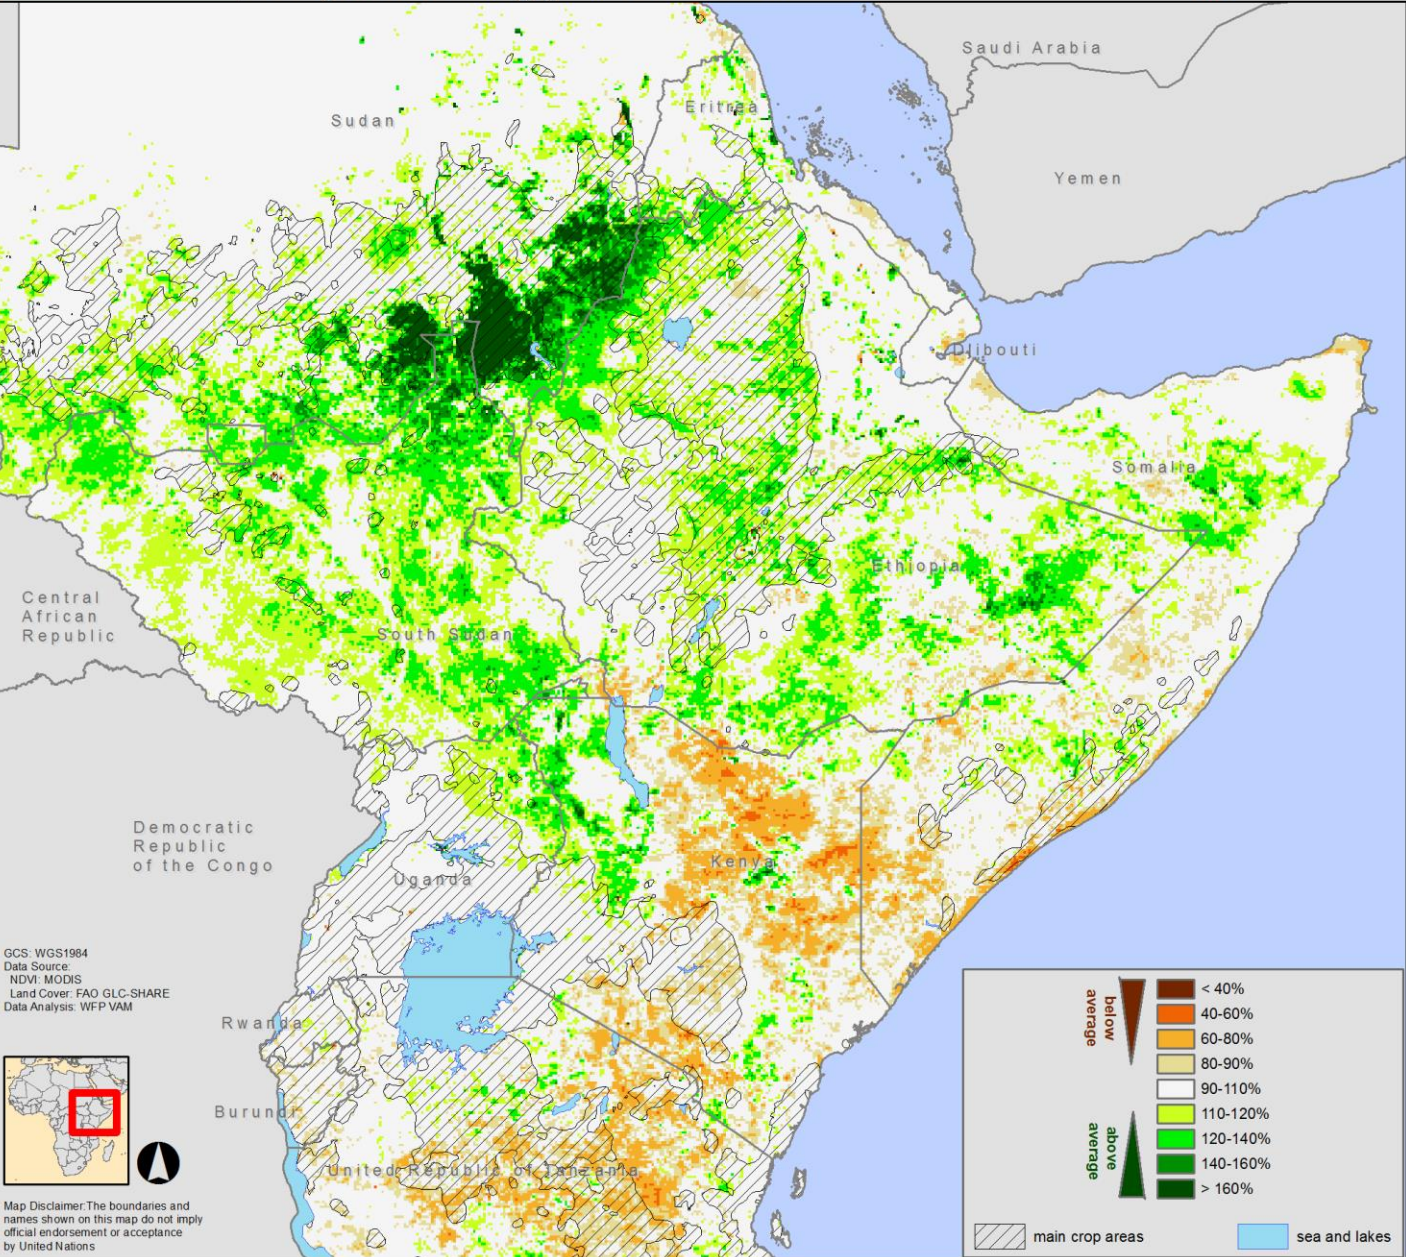 Saudi Arabia
Sudan
Eritrea
Yemen
Djibouti
Somalia
Ethiopia
Central
African
Republic
South Sudan
Democratic
Republic
of the Congo
Kenya
Uganda
GCS: WGS1984
Data Source:
NDVI: MODIS
Land Cover: FAO GLC-SHARE
Data Analysis: WFP VAM
Rwanda
Burundi
United Republic of Tanzania
Map Disclaimer:The boundaries and
names shown on this map do not imply
official endorsement or acceptance
by United Nations
below
average
< 40%
40-60%
60-80%
80-90%
90-110%
above
average
110-120%
120-140%
140-160%
> 160%
main crop areas
sea and lakes